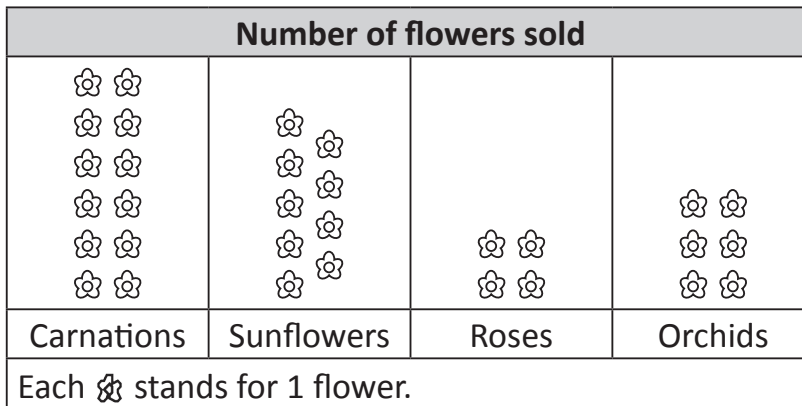 Number of flowers sold
Carnations
Sunflowers
Roses
Orchids
Each stands for 1 flower.